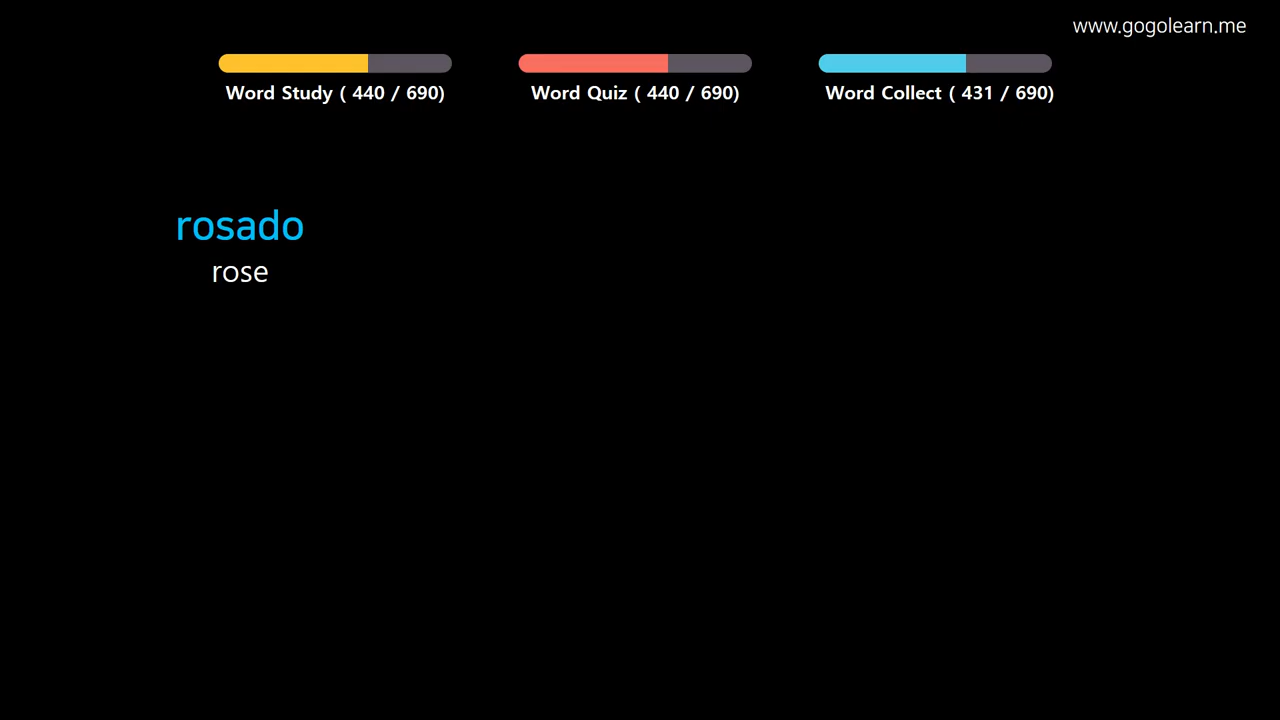 www.gogolearn.me
Word Study ( 440 / 690)
Word Quiz ( 440 / 690)
Word Collect ( 431 / 690)
rosado
rose